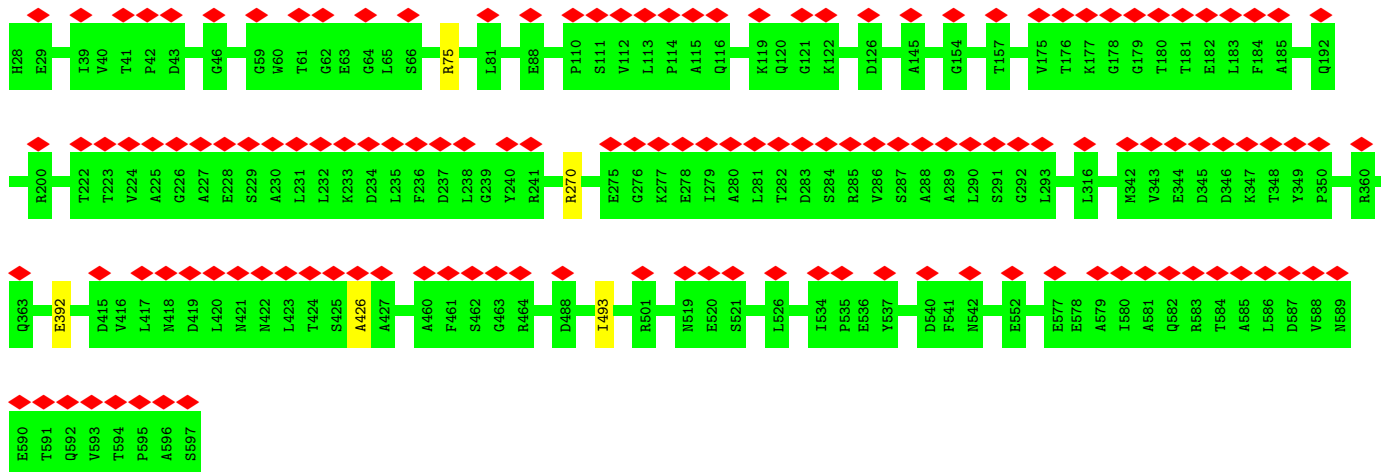 H28 E29 I39 V40 T41 P42 D43 G46 G59 W60 T61 G62 E63 G64 L65 S66 R75 L81 E88 P110 S111 V112 L113 P114 A115 Q116 K119 Q120 G121 K122 D126 A145 G154 T157 V175 T176 K177 G178 G179 T180 T181 E182 L183 F184 A185 Q192
R200 T222 T223 V224 A225 G226 A227 E228 S229 A230 L231 L232 K233 D234 L235 F236 D237 L238 G239 Y240 R241 R270 E275 G276 K277 E278 I279 A280 L281 T282 D283 S284 R285 V286 S287 A288 A289 L290 S291 G292 L293 L316 M342 V343 E344 D345 D346 K347 T348 Y349 P350 R360
Q363 E392 D415 V416 L417 N418 D419 L420 N421 N422 L423 T424 S425 A426 A427 A460 F461 S462 G463 R464 D488 I493 R501 N519 E520 S521 L526 I534 P535 E536 Y537 D540 F541 N542 E552 E577 E578 A579 I580 A581 Q582 R583 T584 A585 L586 D587 V588 N589
E590 T591 Q592 V593 T594 P595 A596 S597